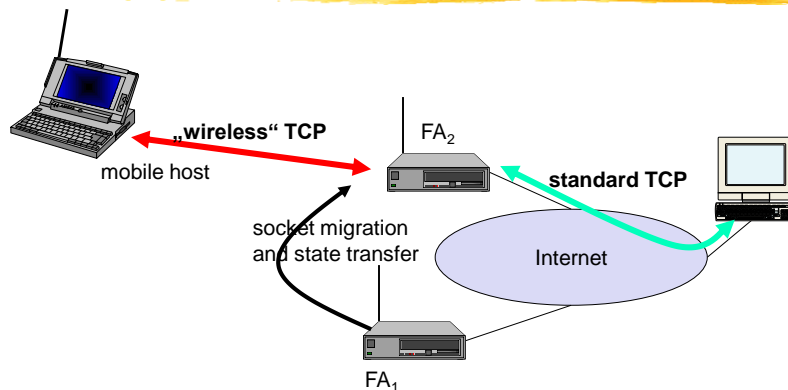 „wireless“ TCP
FA2
mobile host
standard TCP
socket migration
and state transfer
Internet
FA1